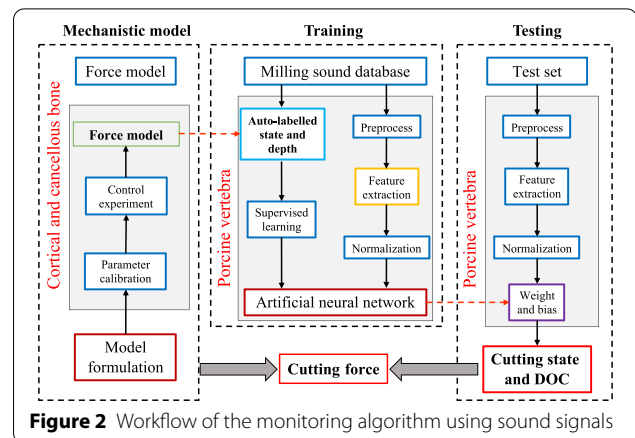 Mechanistic model
Force model
Cortical and cancellous bone
Force model
Control
experiment
Parameter
calibration
Model
formulation
Training
Milling sound database
Porcine vertebra
Auto-labelled
state and
depth
Supervised
learning
Preprocess
Feature
extraction
Normalization
Artificial neural network
Testing
Test set
Porcine vertebra
Preprocess
Feature
extraction
Normalization
Weight
and bias
Cutting state
and DOC
Cutting force
Figure 2 Workflow of the monitoring algorithm using sound signals